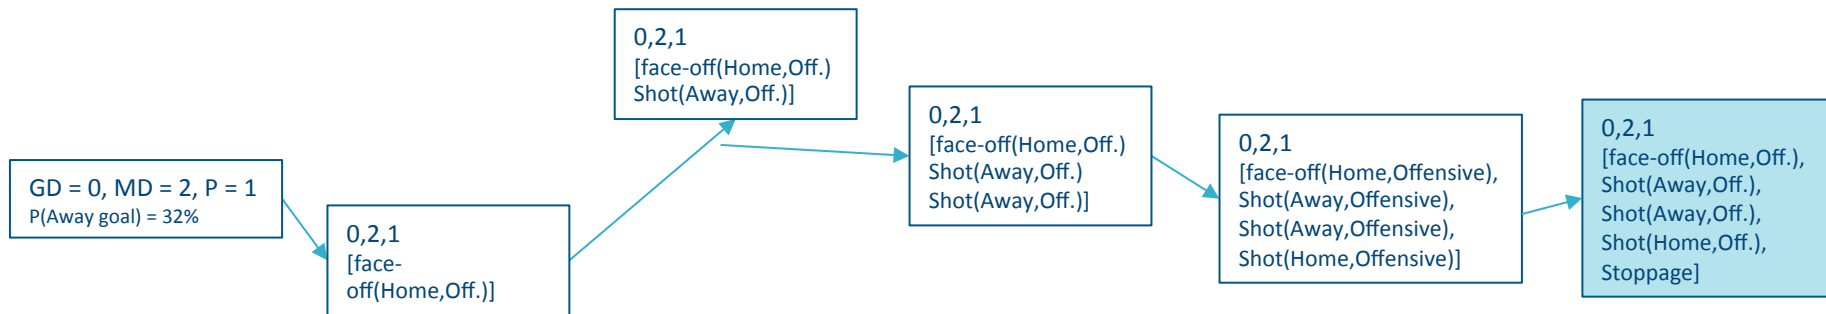 GD = 0, MD = 2, P = 1
P(Away goal) = 32%
0,2,1
[face-
off(Home,Off.)]
0,2,1
[face-off(Home,Off.)
Shot(Away,Off.)]
0,2,1
[face-off(Home,Off.)
Shot(Away,Off.)
Shot(Away,Off.)]
0,2,1
[face-off(Home,Offensive),
Shot(Away,Offensive),
Shot(Away,Offensive),
Shot(Home,Offensive)]
0,2,1
[face-off(Home,Off.),
Shot(Away,Off.),
Shot(Away,Off.),
Shot(Home,Off.),
Stoppage]